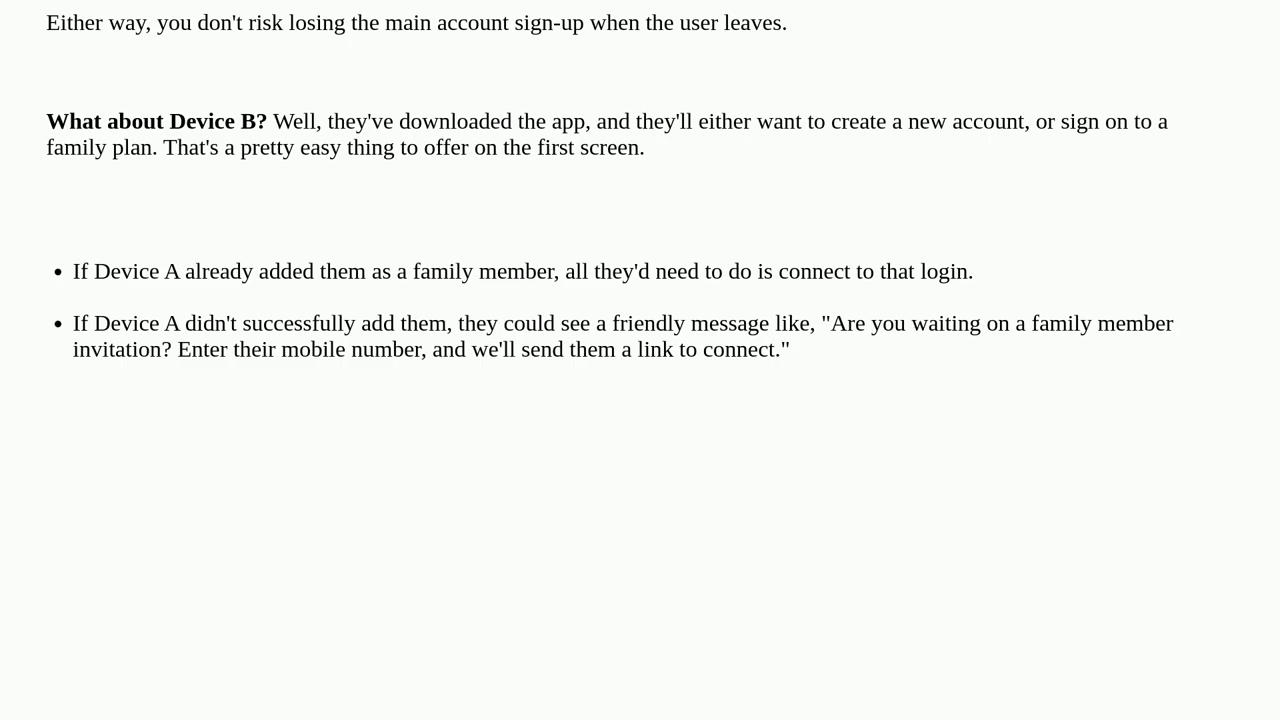 Either way, you don't risk losing the main account sign-up when the user leaves.
What about Device B? Well, they've downloaded the app, and they'll either want to create a new account, or sign on to a
family plan. That's a pretty easy thing to offer on the first screen.
• If Device A already added them as a family member, all they'd need to do is connect to that login.
• If Device A didn't successfully add them, they could see a friendly message like, "Are you waiting on a family member
invitation? Enter their mobile number, and we'll send them a link to connect."